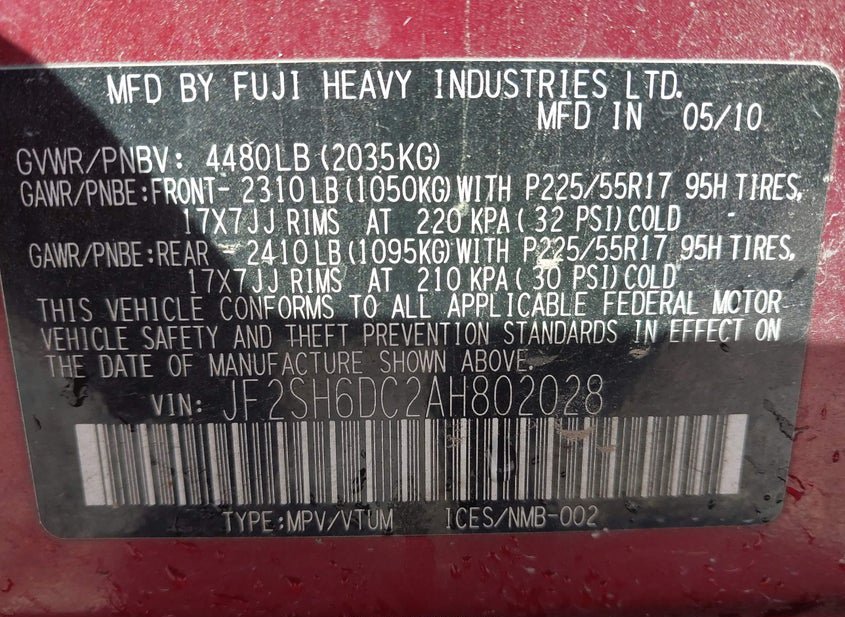 MFD BY FUJI HEAVY INDUSTRIES LTD.
MFD IN 05/10
GVWR/PNBV: 4480LB(2035KG)
GAWR/PNBE:FRONT- 2310LB(1050KG)WITH P225/55R17 95H TIRES,
17X7JJ RIMS AT 220KPA(32 PSI)COLD
GAWR/PNBE:REAR 2410LB(1095KG)WITH P225/55R17 95H TIRES,
17X7JJ RIMS AT 210KPA(30 PSI)COLD
THIS VEHICLE CONFORMS TO ALL APPLICABLE FEDERAL MOTOR
VEHICLE SAFETY AND THEFT PREVENTION STANDARDS IN EFFECT ON
THE DATE OF MANUFACTURE SHOWN ABOVE.
VIN: JF2SH6DC2AH802028
TYPE:MPV/VTUM ICES/NMB-002